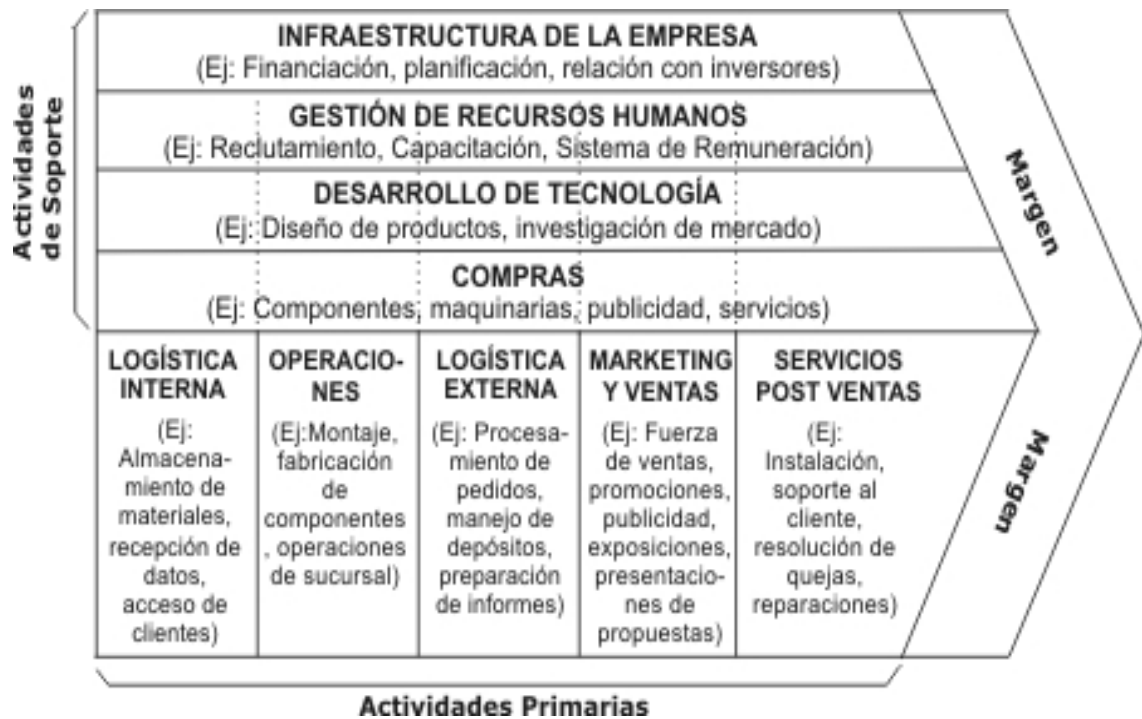 Actividades
de Soporte
INFRAESTRUCTURA DE LA EMPRESA
(Ej: Financiación, planificación, relación con inversores)
GESTIÓN DE RECURSOS HUMANOS
(Ej: Reclutamiento, Capacitación, Sistema de Remuneración)
DESARROLLO DE TECNOLOGÍA
(Ej: Diseño de productos, investigación de mercado)
COMPRAS
(Ej: Componentes, maquinarias, publicidad, servicios)
Margen
LOGÍSTICA
INTERNA
(Ej:
Almacena-
miento de
materiales,
recepción de
datos,
acceso de
clientes)
OPERACIO-
NES
(Ej:Montaje,
fabricación
de
componentes
, operaciones
de sucursal)
LOGÍSTICA
EXTERNA
(Ej: Procesa-
miento de
pedidos,
manejo de
depósitos,
preparación
de informes)
MARKETING
Y VENTAS
(Ej: Fuerza
de ventas,
promociones,
publicidad,
exposiciones,
presentacio-
nes de
propuestas)
SERVICIOS
POST VENTAS
(Ej:
Instalación,
soporte al
cliente,
resolución de
quejas,
reparaciones)
Margen
Actividades Primarias